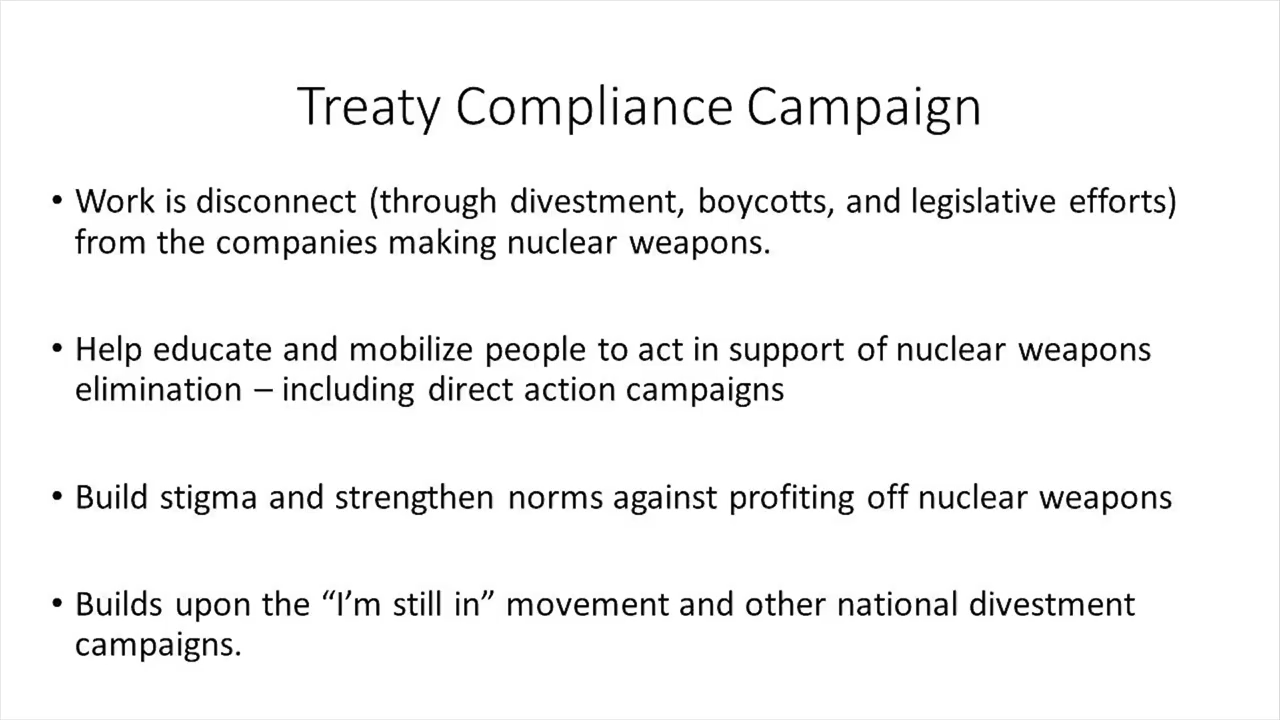 Treaty Compliance Campaign
• Work is disconnect (through divestment, boycotts, and legislative efforts)
from the companies making nuclear weapons.
• Help educate and mobilize people to act in support of nuclear weapons
elimination – including direct action campaigns
• Build stigma and strengthen norms against profiting off nuclear weapons
• Builds upon the “I’m still in” movement and other national divestment
campaigns.